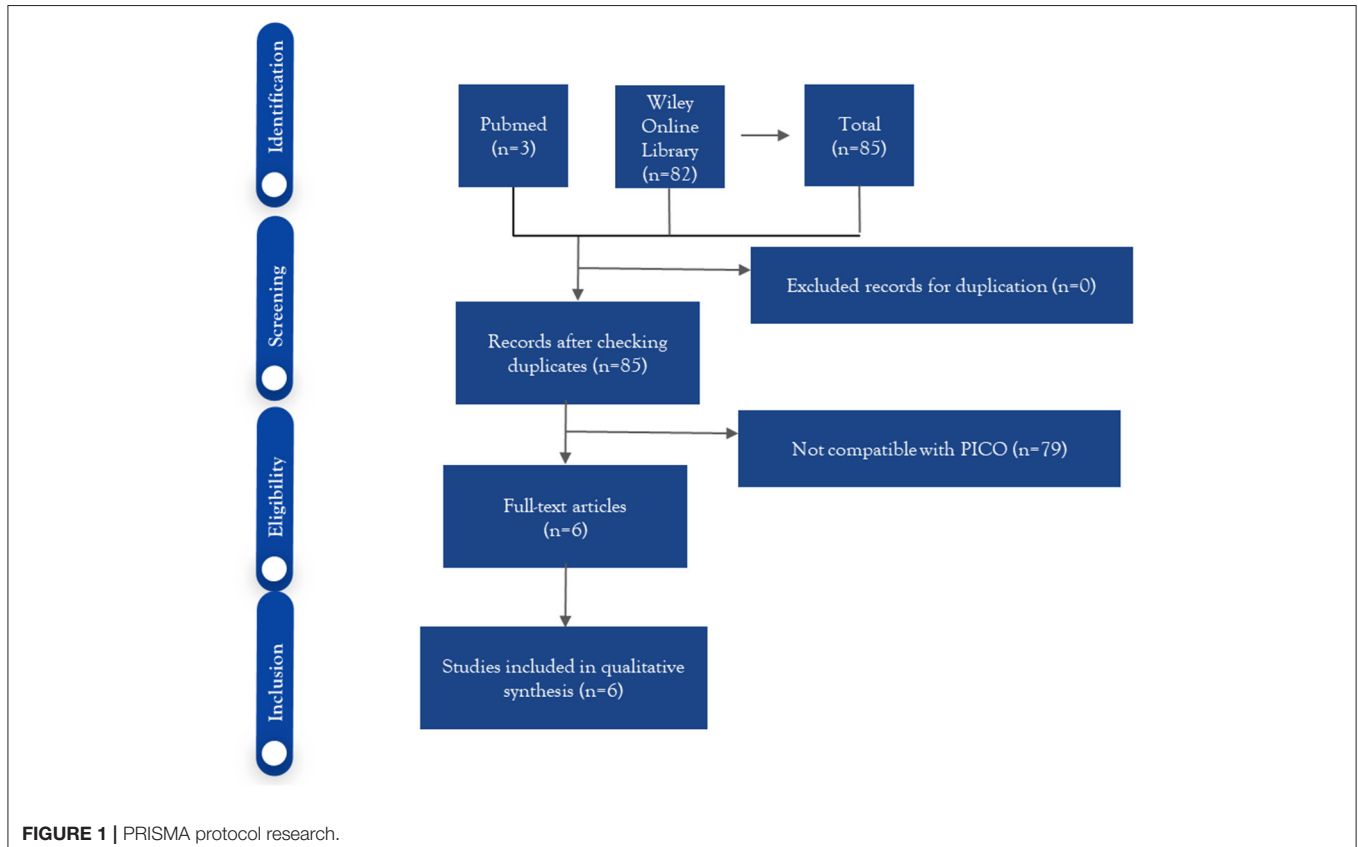 Identification
Pubmed
(n=3)
Wiley
Online
Library
(n=82)
Total
(n=85)
Screening
Excluded records for duplication (n=0)
Records after checking
duplicates (n=85)
Eligibility
Not compatible with PICO (n=79)
Full-text articles
(n=6)
Inclusion
Studies included in qualitative
synthesis (n=6)
FIGURE 1 | PRISMA protocol research.